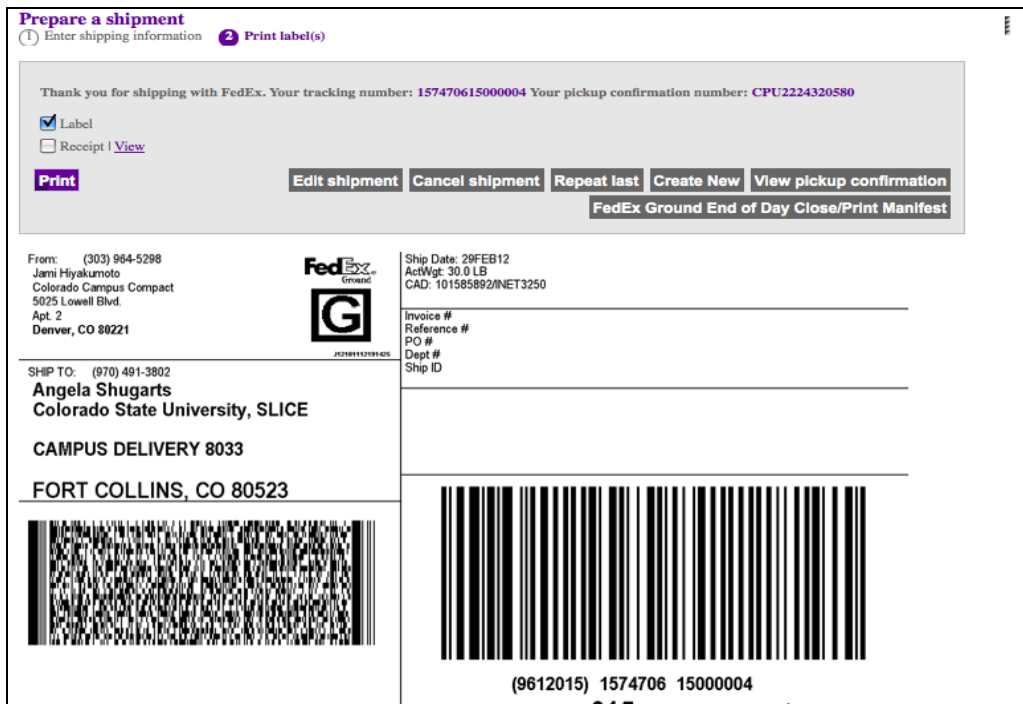 Prepare a shipment
1 Enter shipping information 2 Print label(s)
Thank you for shipping with FedEx. Your tracking number: 157470615000004 Your pickup confirmation number: CPU2224320580
Label
Receipt | View
Print Edit shipment Cancel shipment Repeat last Create New View pickup confirmation
FedEx Ground End of Day Close/Print Manifest
From: (303) 964-5298
Jami Hiyakumoto
Colorado Campus Compact
5025 Lowell Blvd.
Apt. 2
Denver, CO 80221
FedEx
Ground
G
J12101112191425
Ship Date: 29FEB12
ActWgt: 30.0 LB
CAD: 101585892/INET3250
Invoice #
Reference #
PO #
Dept #
Ship ID
SHIP TO: (970) 491-3802
Angela Shugarts
Colorado State University, SLICE
CAMPUS DELIVERY 8033
FORT COLLINS, CO 80523
(9612015) 1574706 15000004